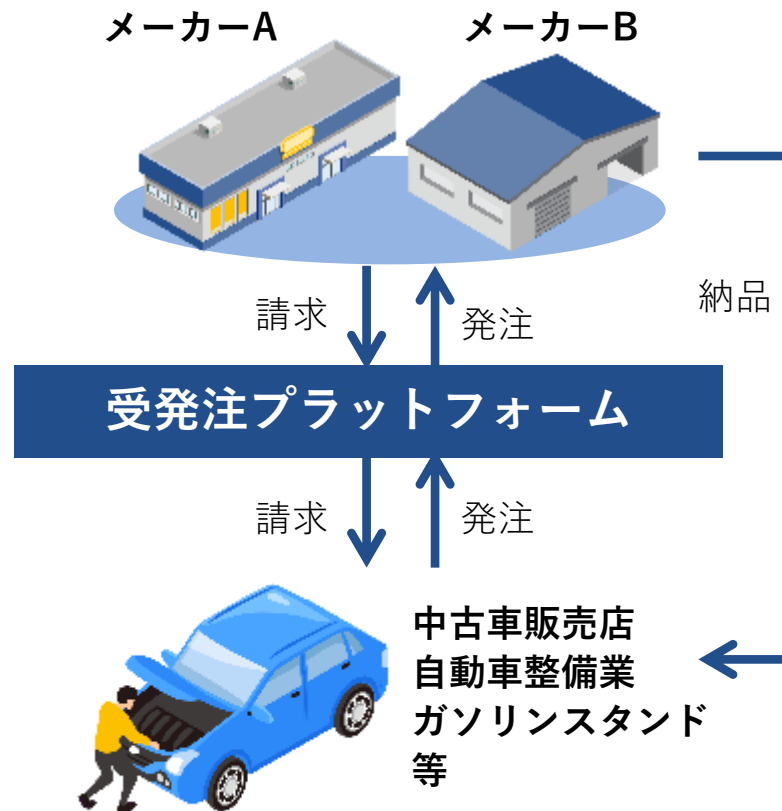 メーカーA
メーカーB
請求
発注
納品
受発注プラットフォーム
請求
発注
中古車販売店
自動車整備業
ガソリンスタンド
等